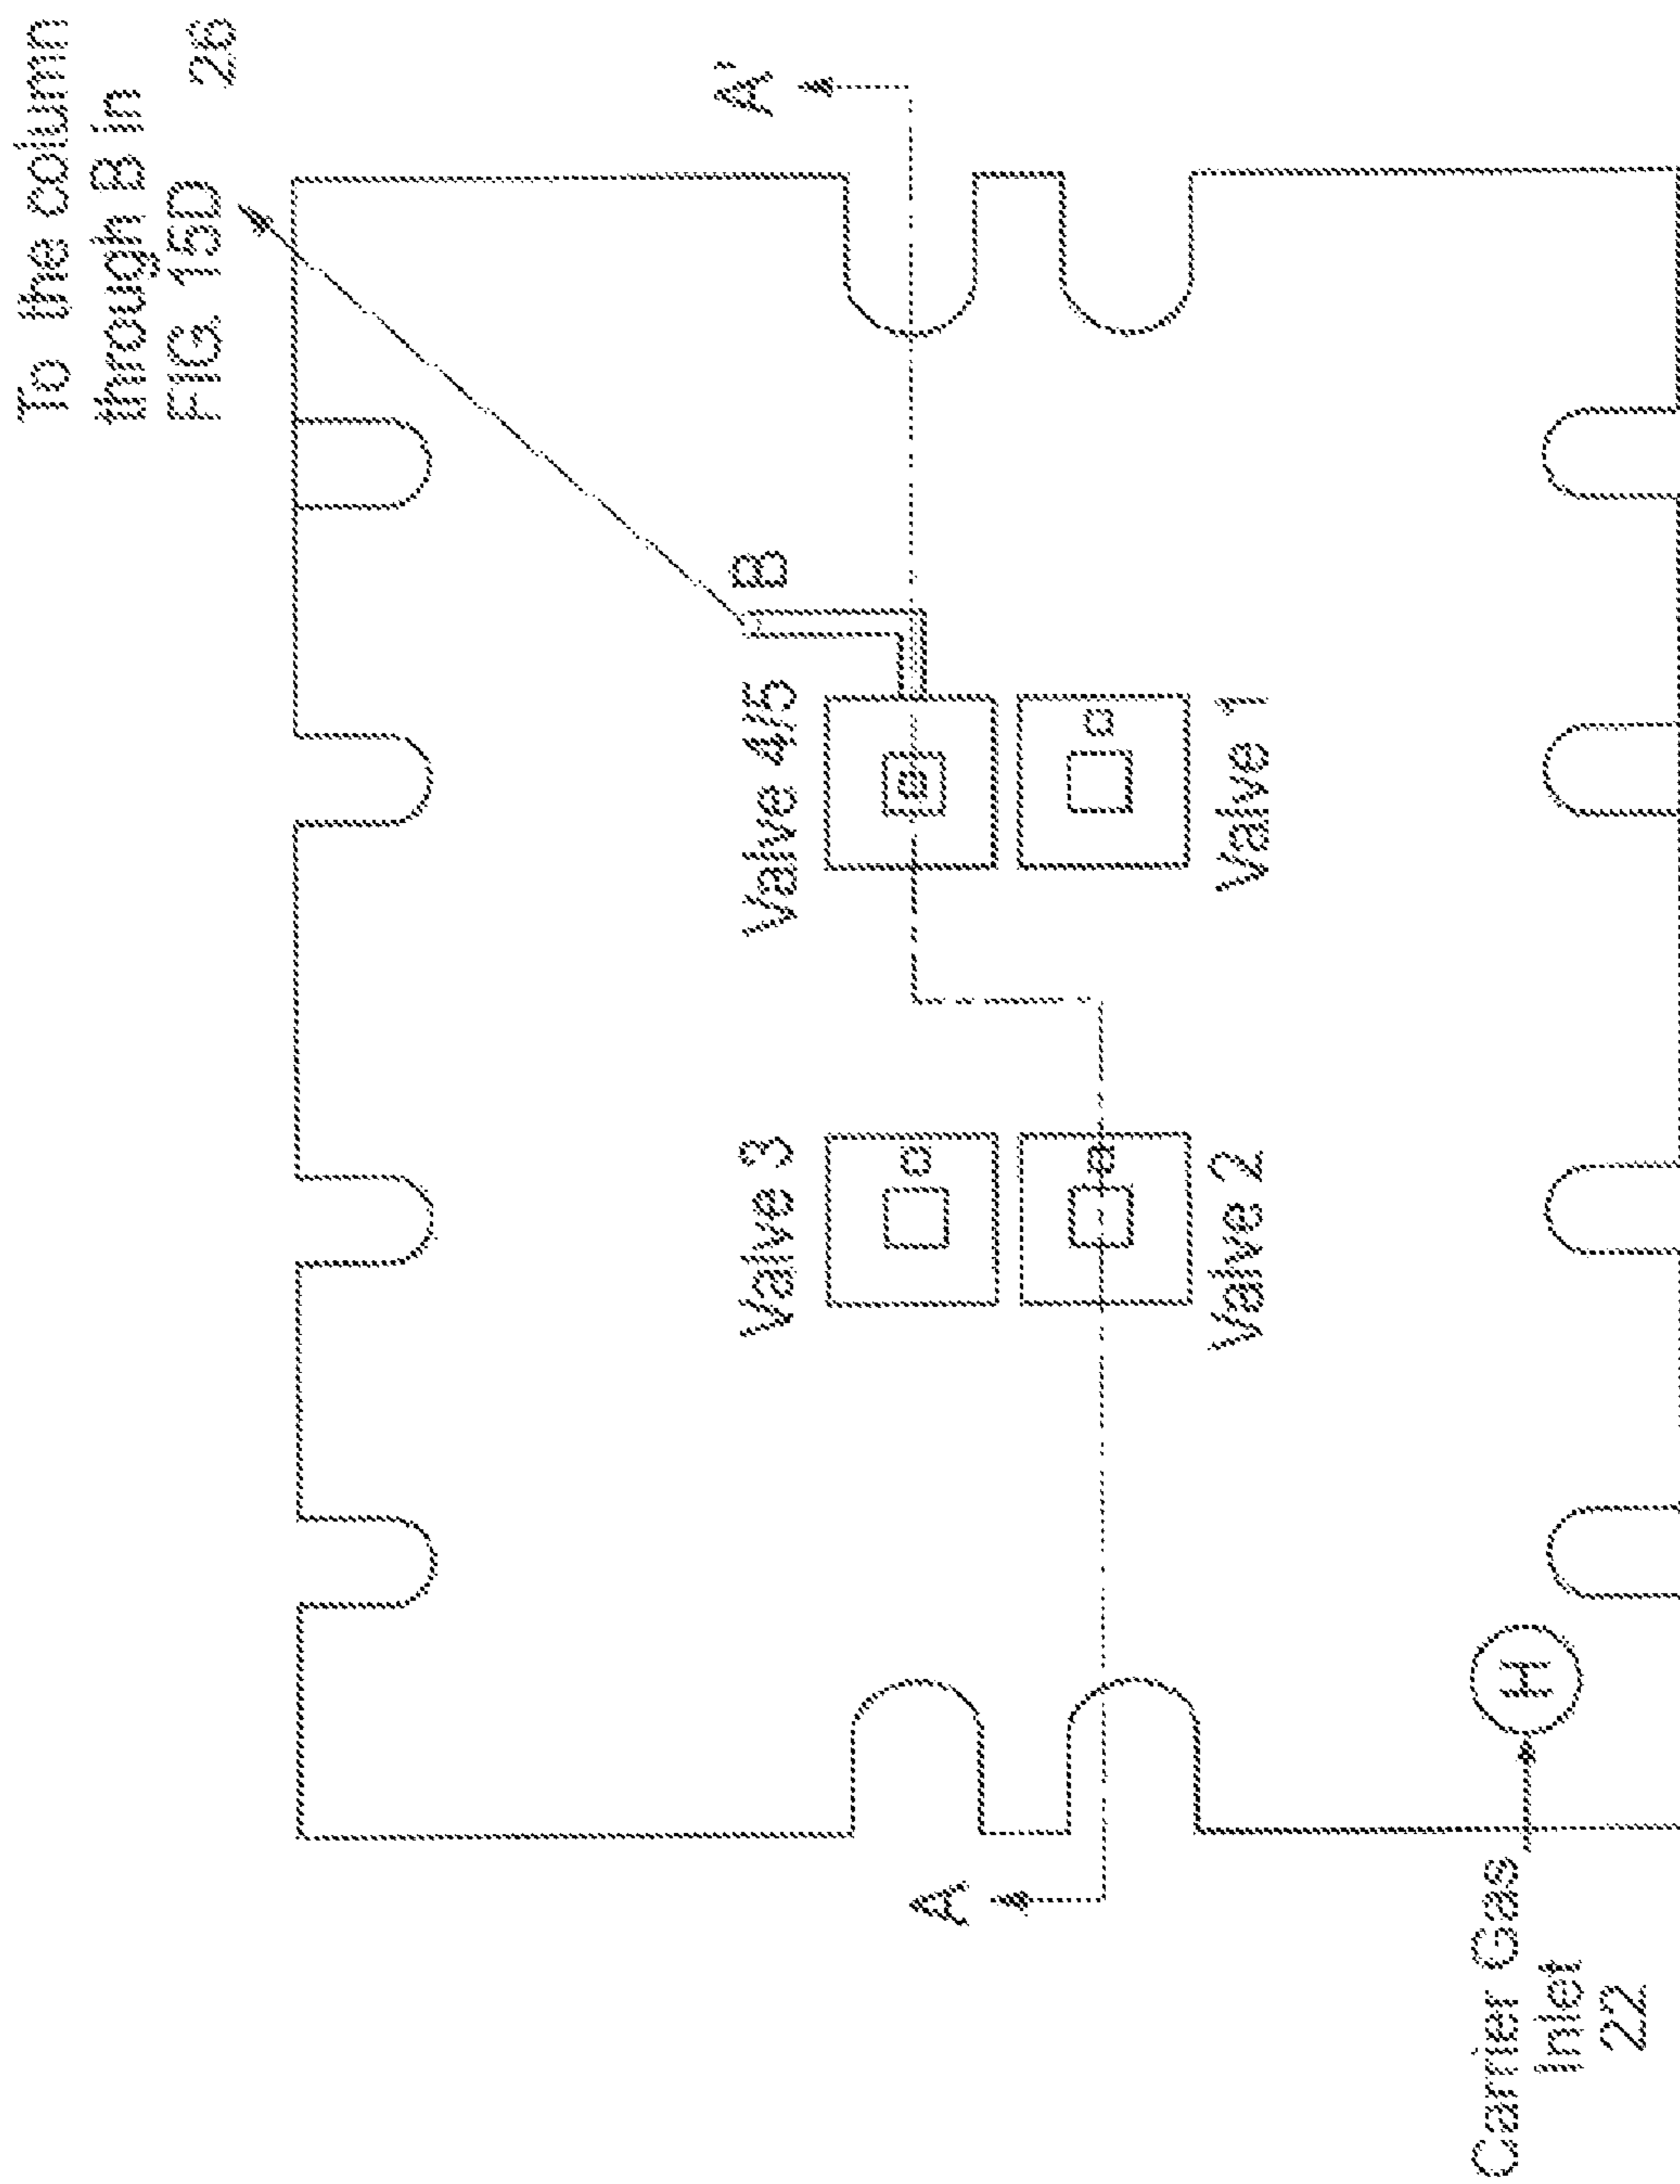 To the column
through B in
FIG. 15D 26
A'
B
Valve 4/5
Valve 1
Valve 3
Valve 2
A
H
Carrier Gas
Inlet
22